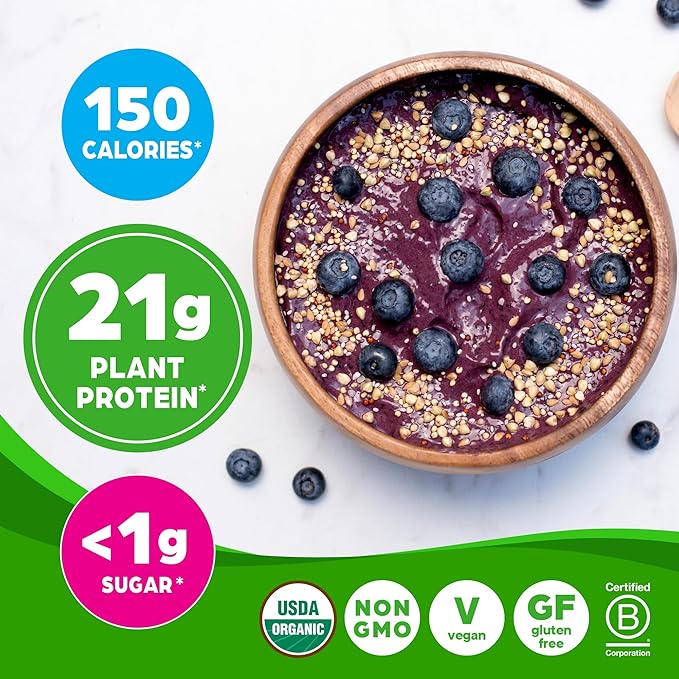 150
CALORIES*
21g
PLANT
PROTEIN*
<1g
SUGAR*
USDA
ORGANIC
NON
GMO
V
vegan
GF
gluten
free
Certified
B
Corporation